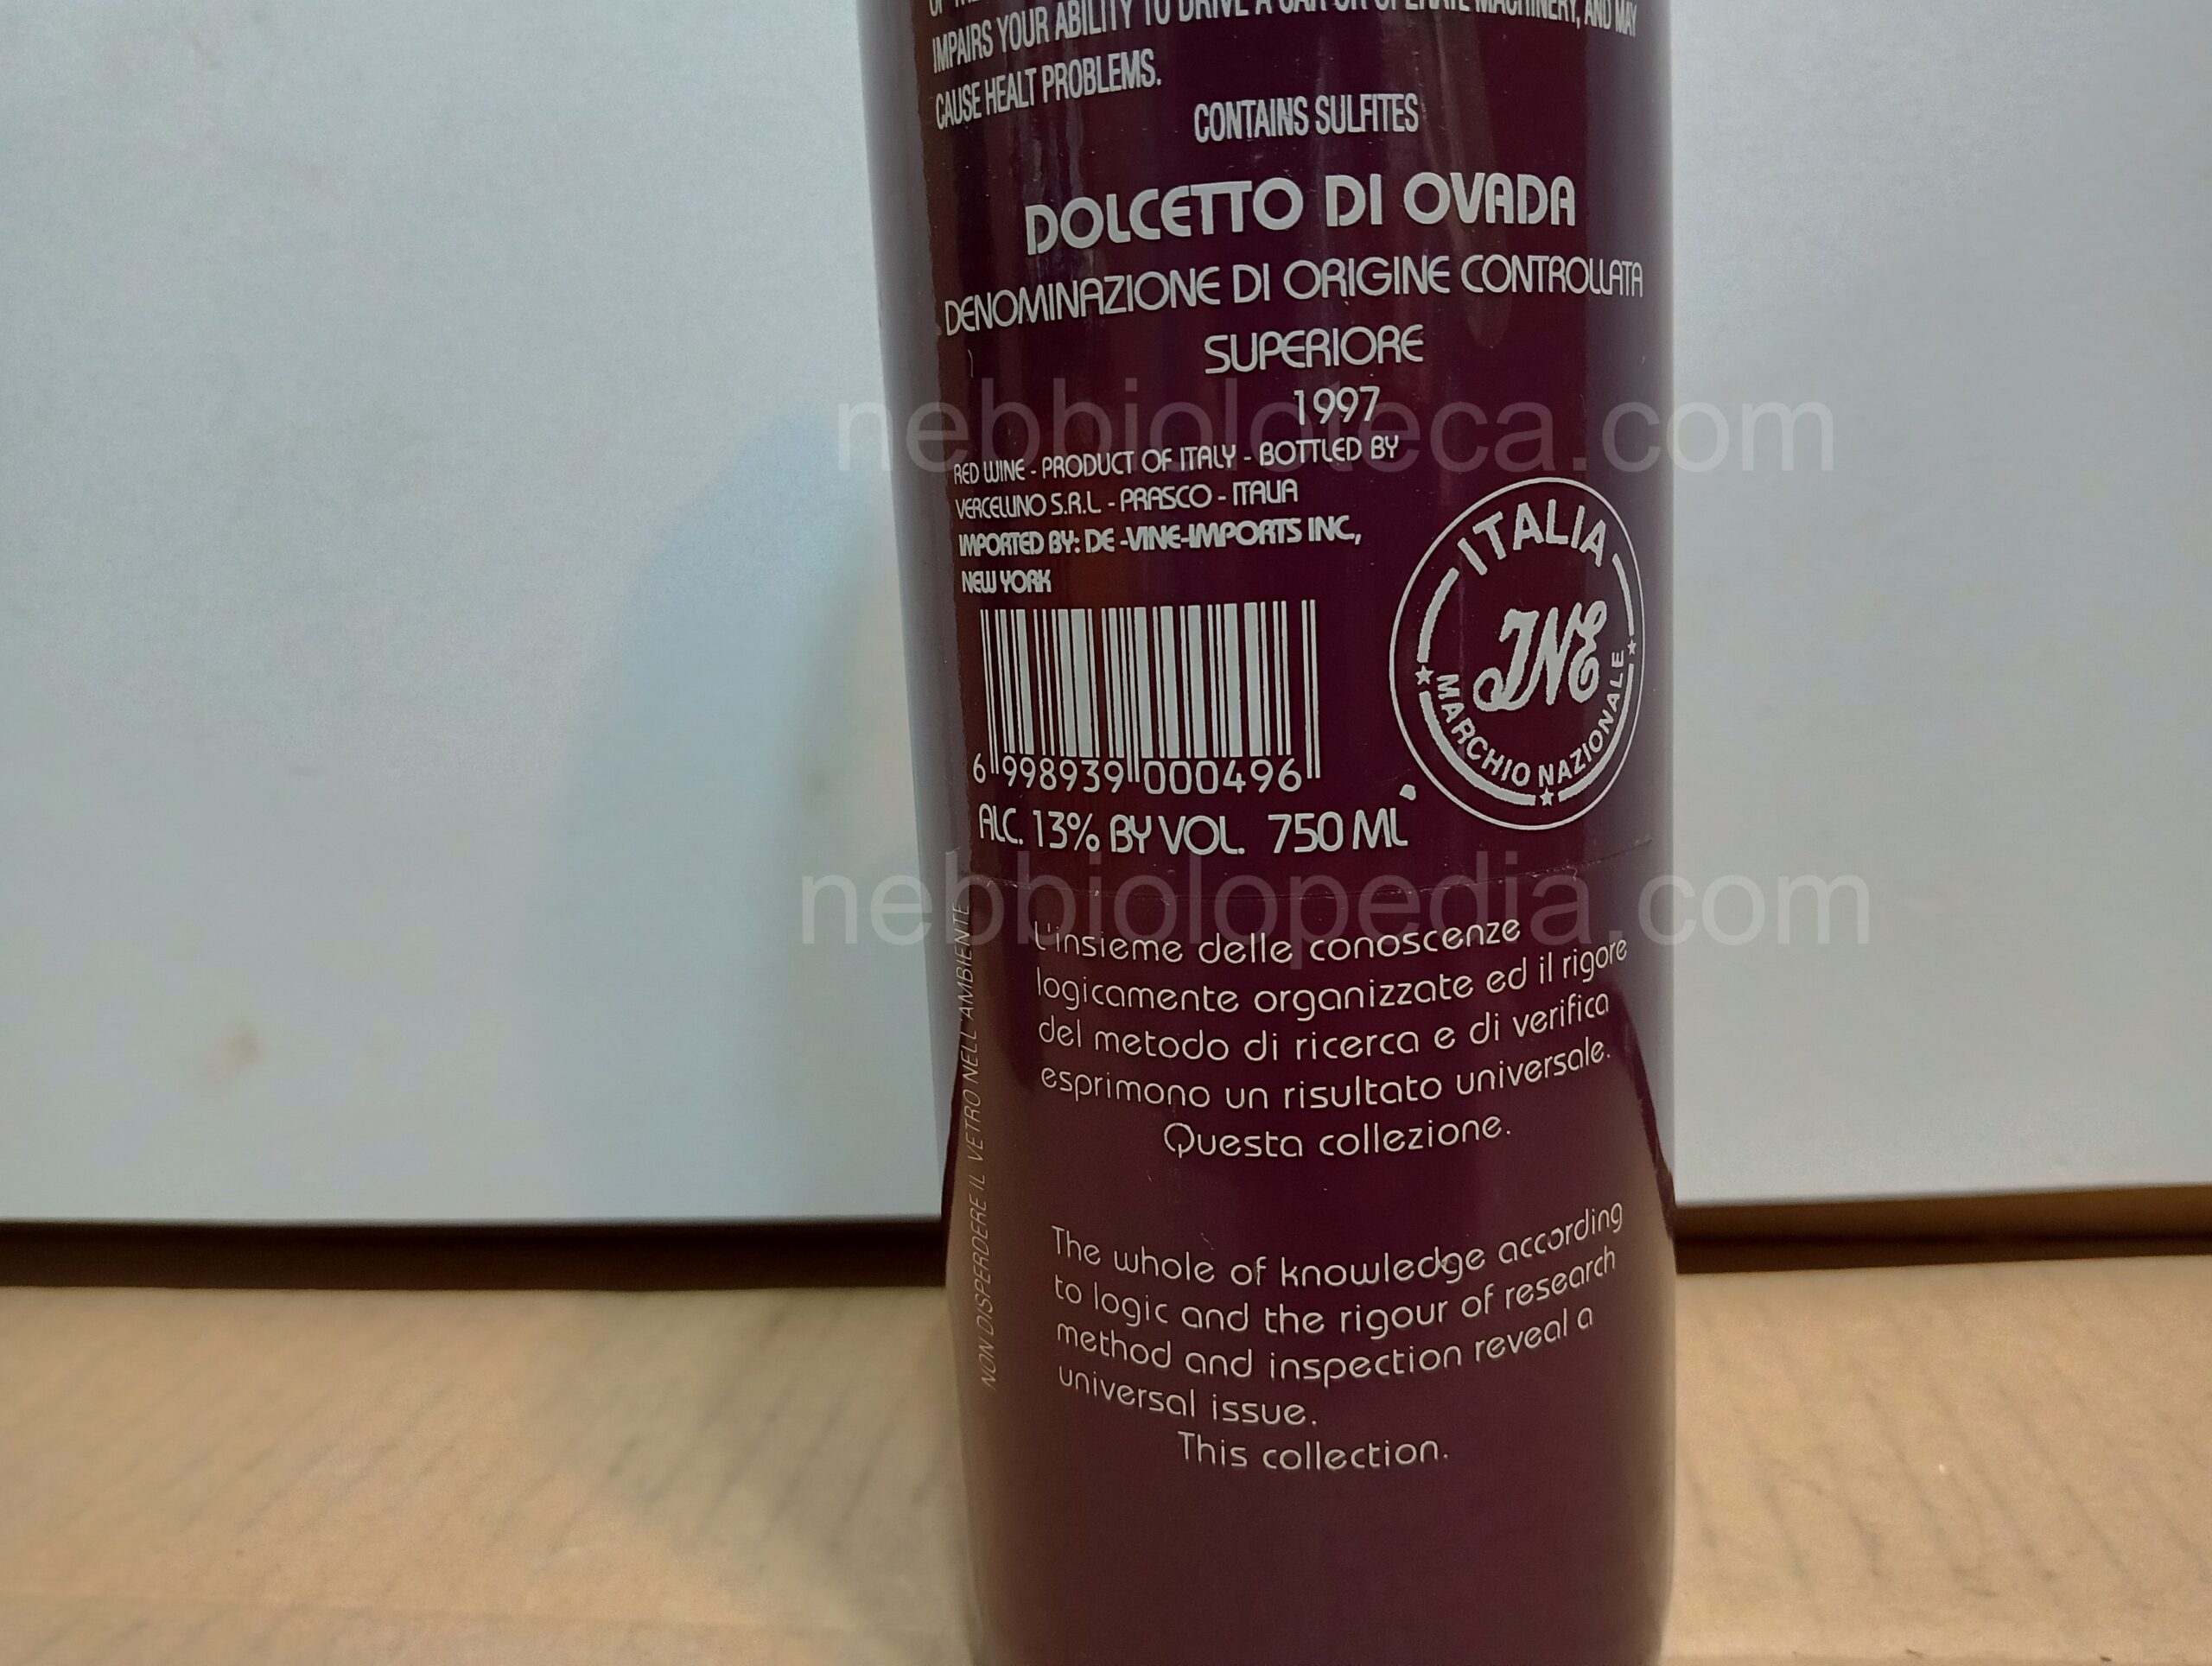 IMPAIRS YOUR ABILITY TO DRIVE A CAR OR OPERATE MACHINERY, AND MAY
CAUSE HEALT PROBLEMS.
CONTAINS SULFITES
DOLCETTO DI OVADA
DENOMINAZIONE DI ORIGINE CONTROLLATA
SUPERIORE
1997
nebbioloteca.com
RED WINE - PRODUCT OF ITALY - BOTTLED BY
VERCELLINO S.R.L - PRASCO - ITALIA
IMPORTED BY: DE -VINE-IMPORTS INC,
NEW YORK
ITALIA
INE
MARCHIO NAZIONALE
6 998939 000496
ALC. 13% BY VOL. 750 ML
nebbiolopedia.com
NON DISPERDERE IL VETRO NELL'AMBIENTE
L'insieme delle conoscenze
logicamente organizzate ed il rigore
del metodo di ricerca e di verifica
esprimono un risultato universale.
Questa collezione.
The whole of knowledge according
to logic and the rigour of research
method and inspection reveal a
universal issue.
This collection.